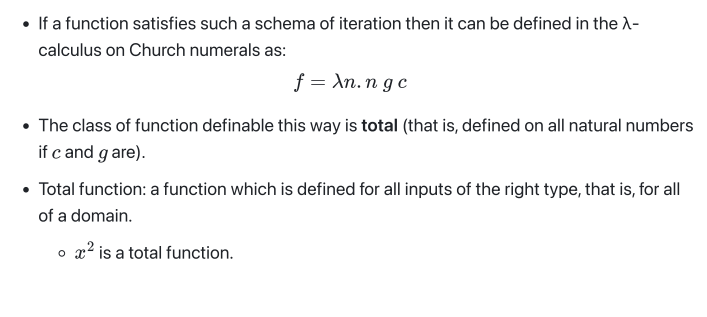 • If a function satisfies such a schema of iteration then it can be defined in the λ-
calculus on Church numerals as:
f = λn. n g c
• The class of function definable this way is total (that is, defined on all natural numbers
if c and g are).
• Total function: a function which is defined for all inputs of the right type, that is, for all
of a domain.
◦ x² is a total function.